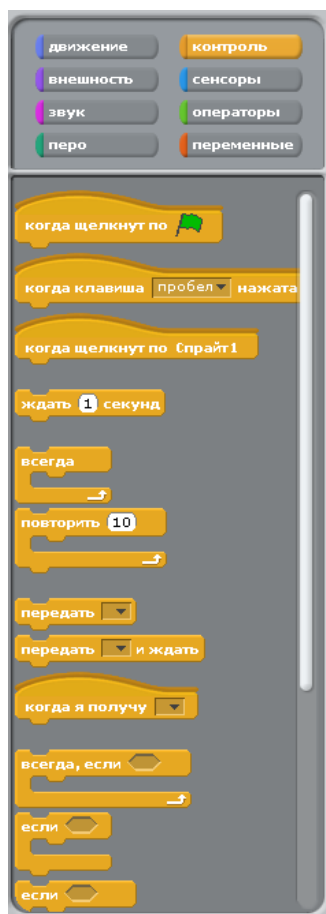 движение контроль
внешность сенсоры
звук операторы
перо переменные
когда щелкнут по
когда клавиша пробел нажата
когда щелкнут по Спрайт1
ждать 1 секунд
всегда
повторить 10
передать
передать и ждать
когда я получу
всегда, если
если
если